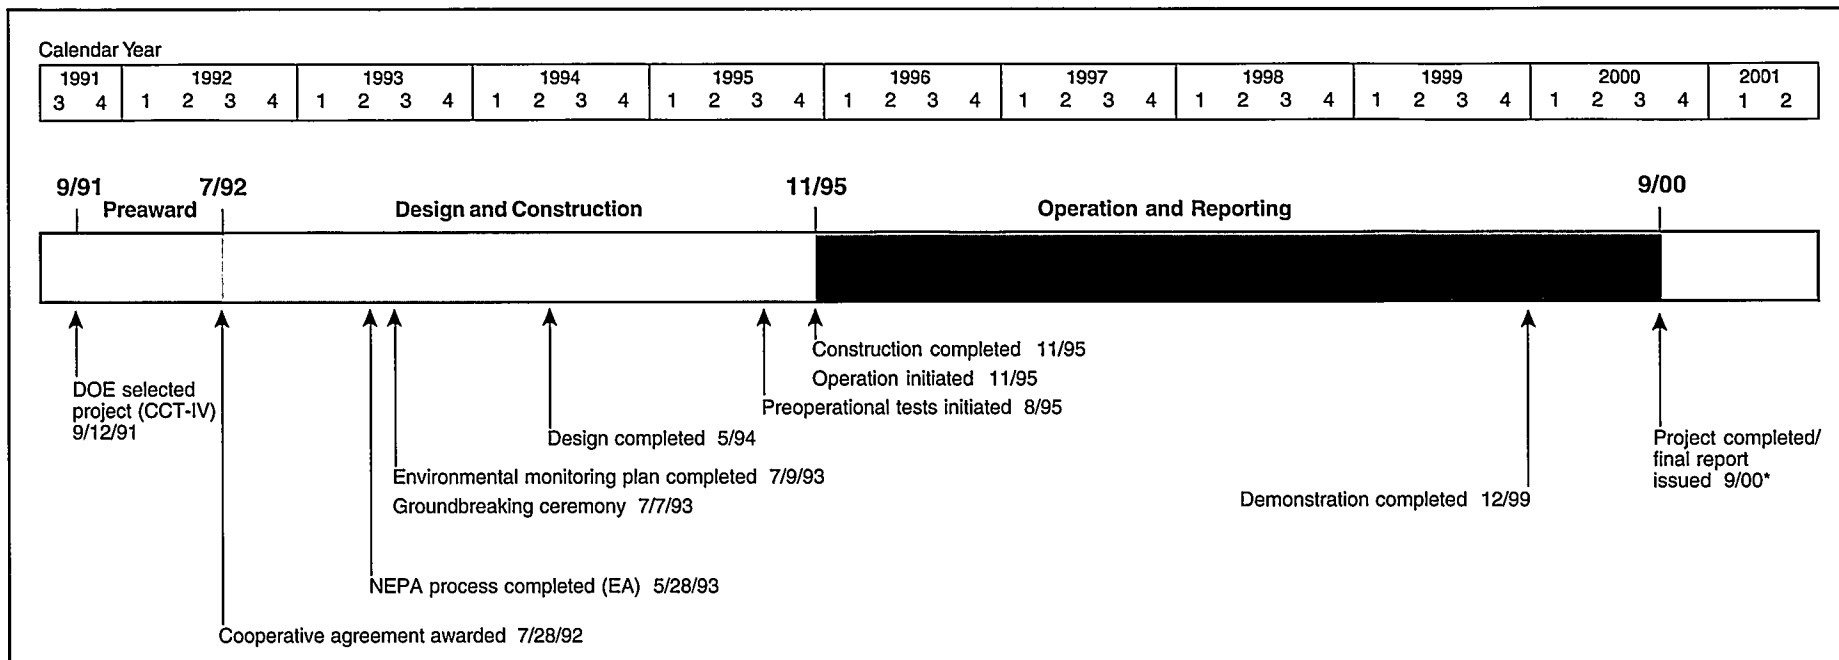 Calendar Year
1991 1992 1993 1994 1995 1996 1997 1998 1999 2000 2001
3 4 1 2 3 4 1 2 3 4 1 2 3 4 1 2 3 4 1 2 3 4 1 2 3 4 1 2 3 4 1 2 3 4 1 2 3 4 1 2
9/91 7/92 11/95 9/00
Preaward Design and Construction Operation and Reporting
Construction completed 11/95
Operation initiated 11/95
Preoperational tests initiated 8/95
DOE selected
project (CCT-IV)
9/12/91
Design completed 5/94
Project completed/
final report
issued 9/00*
Environmental monitoring plan completed 7/9/93
Groundbreaking ceremony 7/7/93
Demonstration completed 12/99
NEPA process completed (EA) 5/28/93
Cooperative agreement awarded 7/28/92